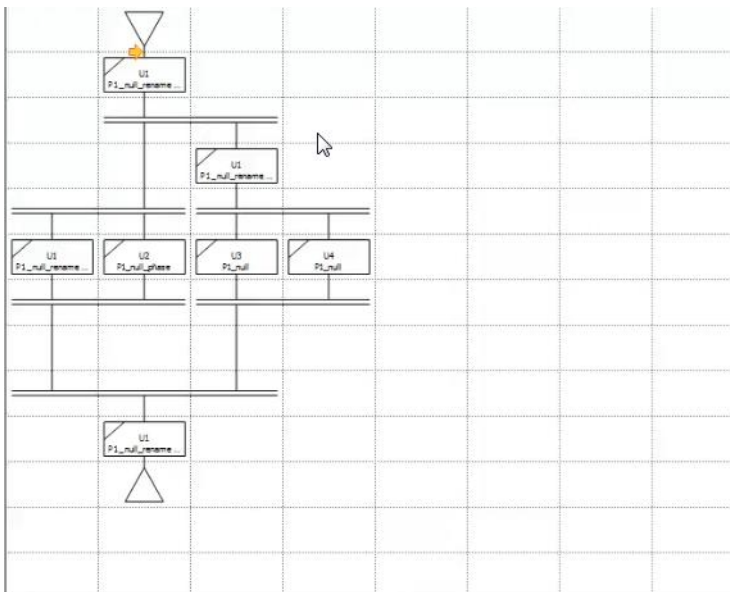 U1
P1_null_rename ...
U1
P1_null_rename ...
U1
P1_null_rename ...
U2
P1_null_phase
U3
P1_null
U4
P1_null
U1
P1_null_rename ...